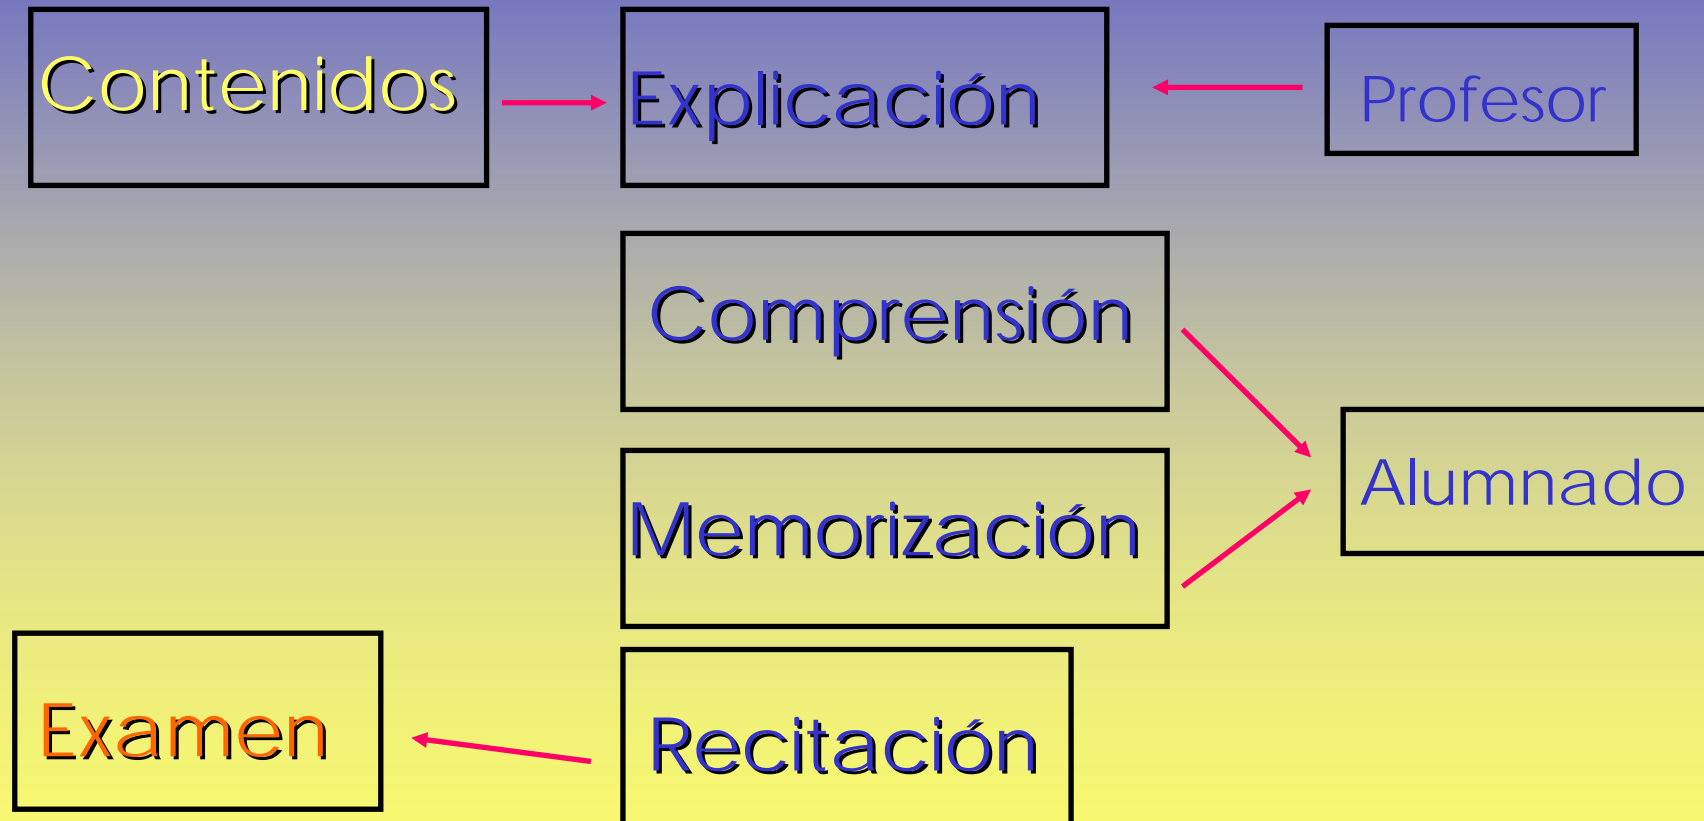 Contenidos
Explicación
Profesor
Comprensión
Memorización
Alumnado
Examen
Recitación